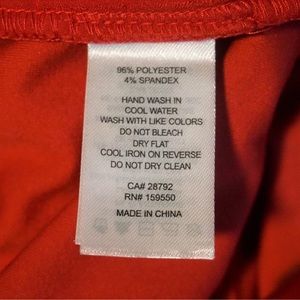 96% POLYESTER
4% SPANDEX
HAND WASH IN
COOL WATER
WASH WITH LIKE COLORS
DO NOT BLEACH
DRY FLAT
COOL IRON ON REVERSE
DO NOT DRY CLEAN
CA# 28792
RN# 159550
MADE IN CHINA